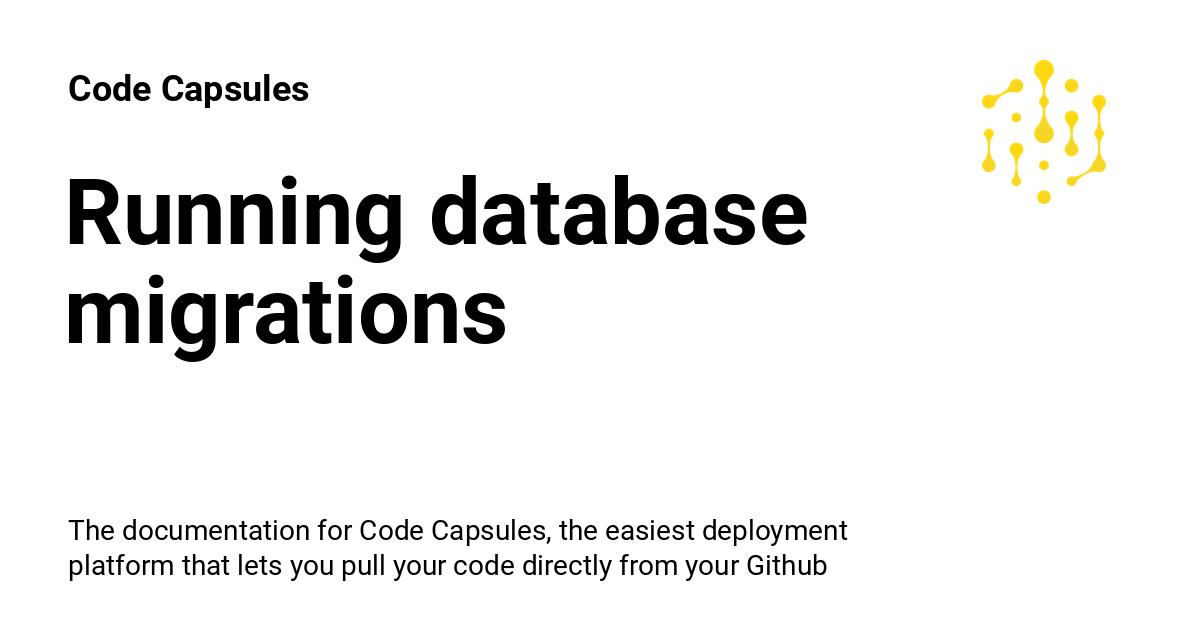 Code Capsules
Running database
migrations
The documentation for Code Capsules, the easiest deployment
platform that lets you pull your code directly from your Github